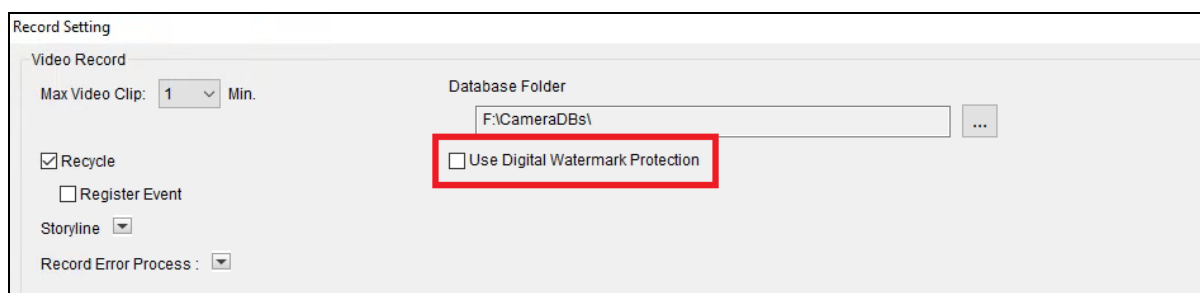 Record Setting
Video Record
Max Video Clip: 1 Min.
Database Folder
F:\CameraDBs\
...
Recycle
Use Digital Watermark Protection
Register Event
Storyline
Record Error Process :